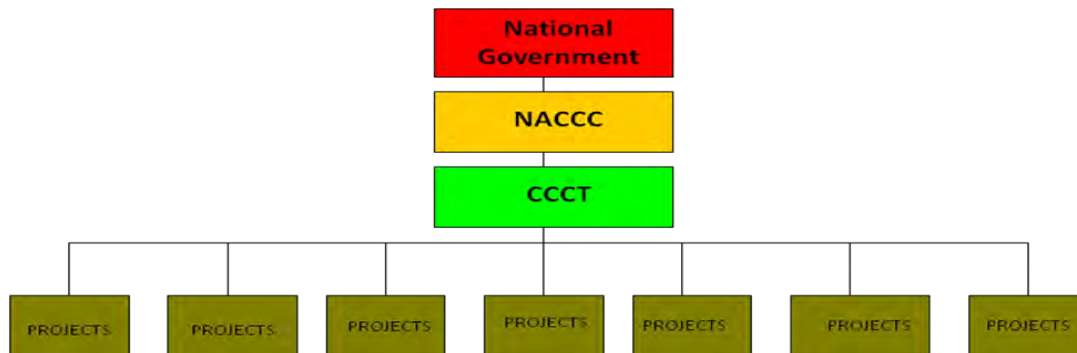 National
Government
NACCC
CCCT
PROJECTS
PROJECTS
PROJECTS
PROJECTS
PROJECTS
PROJECTS
PROJECTS